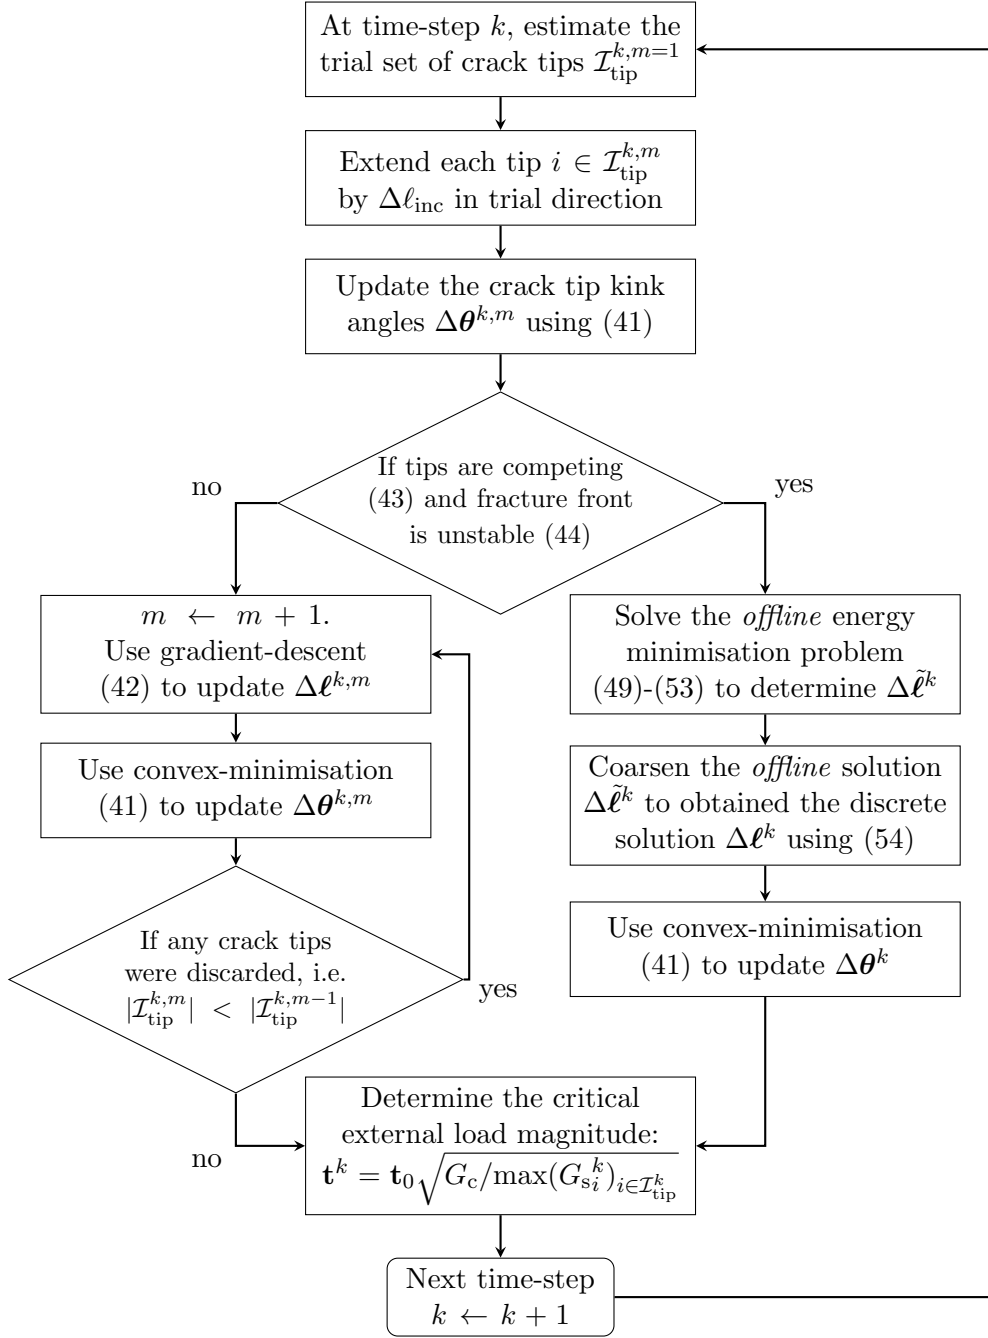 At time-step k, estimate the
trial set of crack tips 𝓘_tip^{k,m=1}
Extend each tip i ∈ 𝓘_tip^{k,m}
by Δℓ_inc in trial direction
Update the crack tip kink
angles Δ𝜽^{k,m} using (41)
If tips are competing
(43) and fracture front
is unstable (44)
no
yes
m ← m + 1.
Use gradient-descent
(42) to update Δℓ^{k,m}
Use convex-minimisation
(41) to update Δ𝜽^{k,m}
If any crack tips
were discarded, i.e.
|𝓘_tip^{k,m}| < |𝓘_tip^{k,m−1}|
yes
no
Solve the offline energy
minimisation problem
(49)-(53) to determine Δℓ̃^k
Coarsen the offline solution
Δℓ̃^k to obtained the discrete
solution Δℓ^k using (54)
Use convex-minimisation
(41) to update Δ𝜽^k
Determine the critical
external load magnitude:
𝐭^k = 𝐭_0 √(G_c/max(G_s_i^k)_{i∈𝓘_tip^k})
Next time-step
k ← k + 1